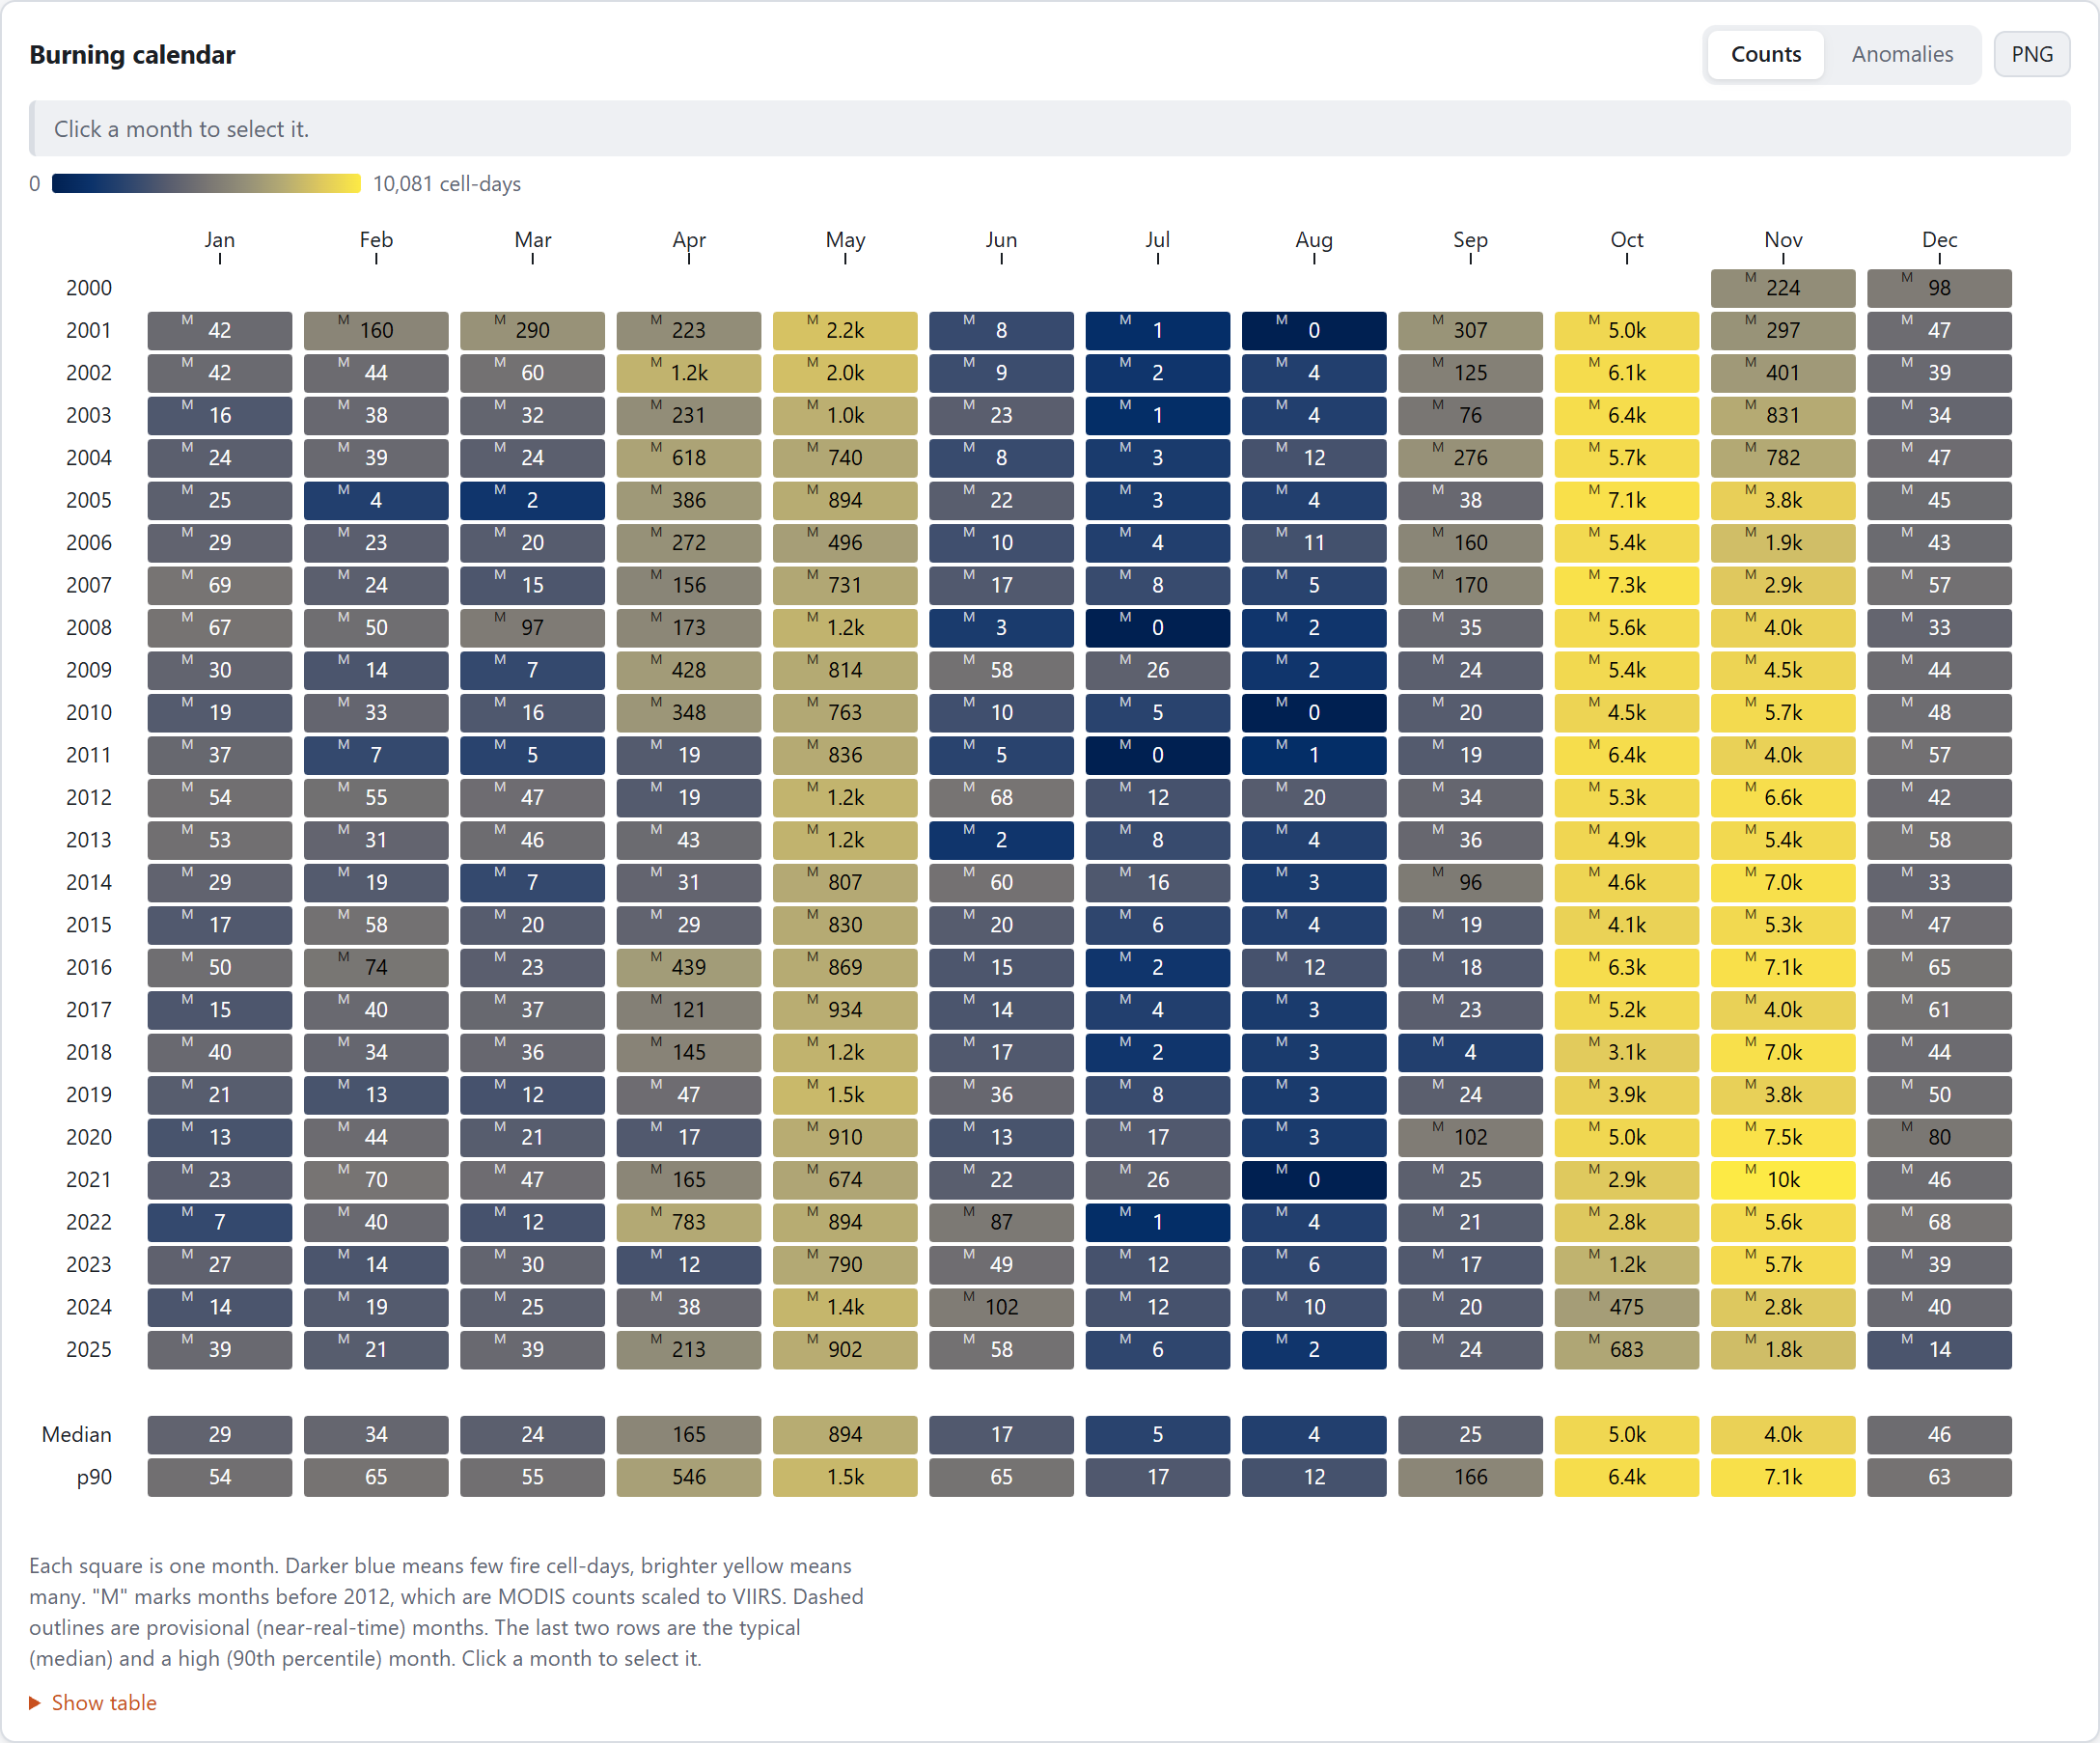 Burning calendar
Counts Anomalies PNG
Click a month to select it.
0 10,081 cell-days
Jan Feb Mar Apr May Jun Jul Aug Sep Oct Nov Dec
2000 M 224 M 98
2001 M 42 M 160 M 290 M 223 M 2.2k M 8 M 1 M 0 M 307 M 5.0k M 297 M 47
2002 M 42 M 44 M 60 M 1.2k M 2.0k M 9 M 2 M 4 M 125 M 6.1k M 401 M 39
2003 M 16 M 38 M 32 M 231 M 1.0k M 23 M 1 M 4 M 76 M 6.4k M 831 M 34
2004 M 24 M 39 M 24 M 618 M 740 M 8 M 3 M 12 M 276 M 5.7k M 782 M 47
2005 M 25 M 4 M 2 M 386 M 894 M 22 M 3 M 4 M 38 M 7.1k M 3.8k M 45
2006 M 29 M 23 M 20 M 272 M 496 M 10 M 4 M 11 M 160 M 5.4k M 1.9k M 43
2007 M 69 M 24 M 15 M 156 M 731 M 17 M 8 M 5 M 170 M 7.3k M 2.9k M 57
2008 M 67 M 50 M 97 M 173 M 1.2k M 3 M 0 M 2 M 35 M 5.6k M 4.0k M 33
2009 M 30 M 14 M 7 M 428 M 814 M 58 M 26 M 2 M 24 M 5.4k M 4.5k M 44
2010 M 19 M 33 M 16 M 348 M 763 M 10 M 5 M 0 M 20 M 4.5k M 5.7k M 48
2011 M 37 M 7 M 5 M 19 M 836 M 5 M 0 M 1 M 19 M 6.4k M 4.0k M 57
2012 M 54 M 55 M 47 M 19 M 1.2k M 68 M 12 M 20 M 34 M 5.3k M 6.6k M 42
2013 M 53 M 31 M 46 M 43 M 1.2k M 2 M 8 M 4 M 36 M 4.9k M 5.4k M 58
2014 M 29 M 19 M 7 M 31 M 807 M 60 M 16 M 3 M 96 M 4.6k M 7.0k M 33
2015 M 17 M 58 M 20 M 29 M 830 M 20 M 6 M 4 M 19 M 4.1k M 5.3k M 47
2016 M 50 M 74 M 23 M 439 M 869 M 15 M 2 M 12 M 18 M 6.3k M 7.1k M 65
2017 M 15 M 40 M 37 M 121 M 934 M 14 M 4 M 3 M 23 M 5.2k M 4.0k M 61
2018 M 40 M 34 M 36 M 145 M 1.2k M 17 M 2 M 3 M 4 M 3.1k M 7.0k M 44
2019 M 21 M 13 M 12 M 47 M 1.5k M 36 M 8 M 3 M 24 M 3.9k M 3.8k M 50
2020 M 13 M 44 M 21 M 17 M 910 M 13 M 17 M 3 M 102 M 5.0k M 7.5k M 80
2021 M 23 M 70 M 47 M 165 M 674 M 22 M 26 M 0 M 25 M 2.9k M 10k M 46
2022 M 7 M 40 M 12 M 783 M 894 M 87 M 1 M 4 M 21 M 2.8k M 5.6k M 68
2023 M 27 M 14 M 30 M 12 M 790 M 49 M 12 M 6 M 17 M 1.2k M 5.7k M 39
2024 M 14 M 19 M 25 M 38 M 1.4k M 102 M 12 M 10 M 20 M 475 M 2.8k M 40
2025 M 39 M 21 M 39 M 213 M 902 M 58 M 6 M 2 M 24 M 683 M 1.8k M 14
Median 29 34 24 165 894 17 5 4 25 5.0k 4.0k 46
p90 54 65 55 546 1.5k 65 17 12 166 6.4k 7.1k 63
Each square is one month. Darker blue means few fire cell-days, brighter yellow means
many. "M" marks months before 2012, which are MODIS counts scaled to VIIRS. Dashed
outlines are provisional (near-real-time) months. The last two rows are the typical
(median) and a high (90th percentile) month. Click a month to select it.
Show table